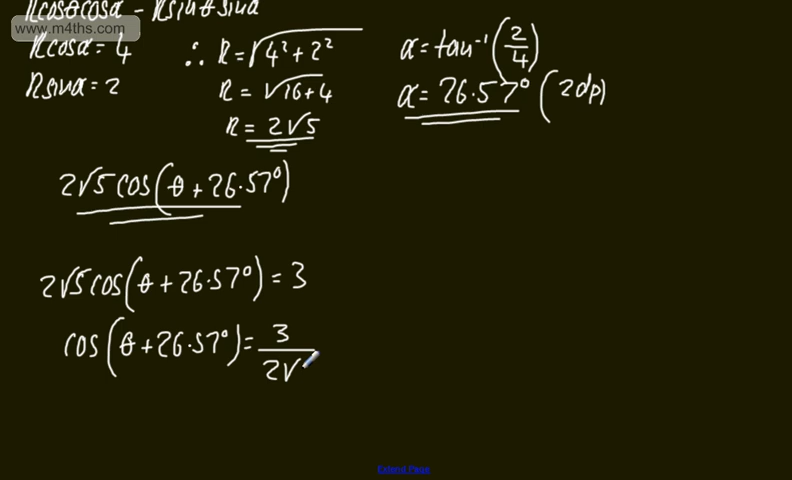 Rcosθcosα - Rsinθsinα
www.m4ths.com
Rcosα = 4 ∴ R = √4² + 2² α = tan⁻¹(2/4)
Rsinα = 2 R = √16 + 4 α = 26.57° (2dp)
R = 2√5
2√5 cos(θ + 26.57°)
2√5 cos(θ + 26.57°) = 3
cos(θ + 26.57°) = 3/2√
Extend Page